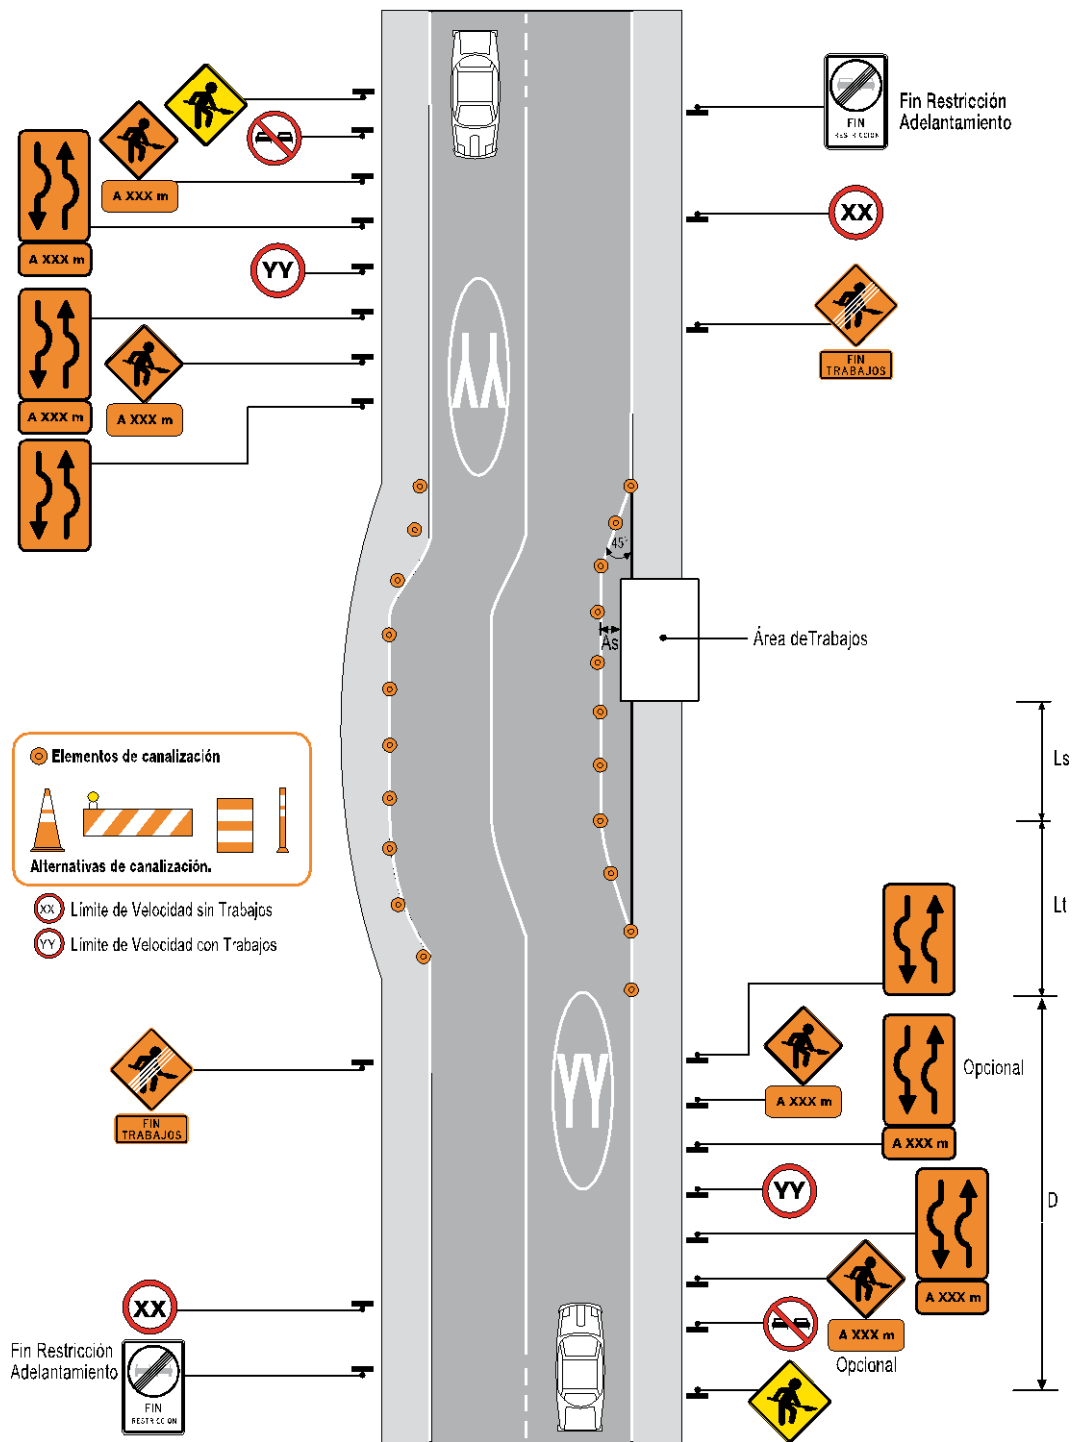 Fin Restricción
Adelantamiento
FIN
RESTRICCION
XX
A XXX m
A XXX m
YY
FIN
TRABAJOS
A XXX m
A XXX m
YY
45°
As
Área deTrabajos
Ls
Elementos de canalización
Alternativas de canalización.
XX Límite de Velocidad sin Trabajos
YY Límite de Velocidad con Trabajos
Lt
YY
Opcional
A XXX m
A XXX m
FIN
TRABAJOS
YY
D
A XXX m
XX
A XXX m
Opcional
Fin Restricción
Adelantamiento
FIN
RESTRICCION